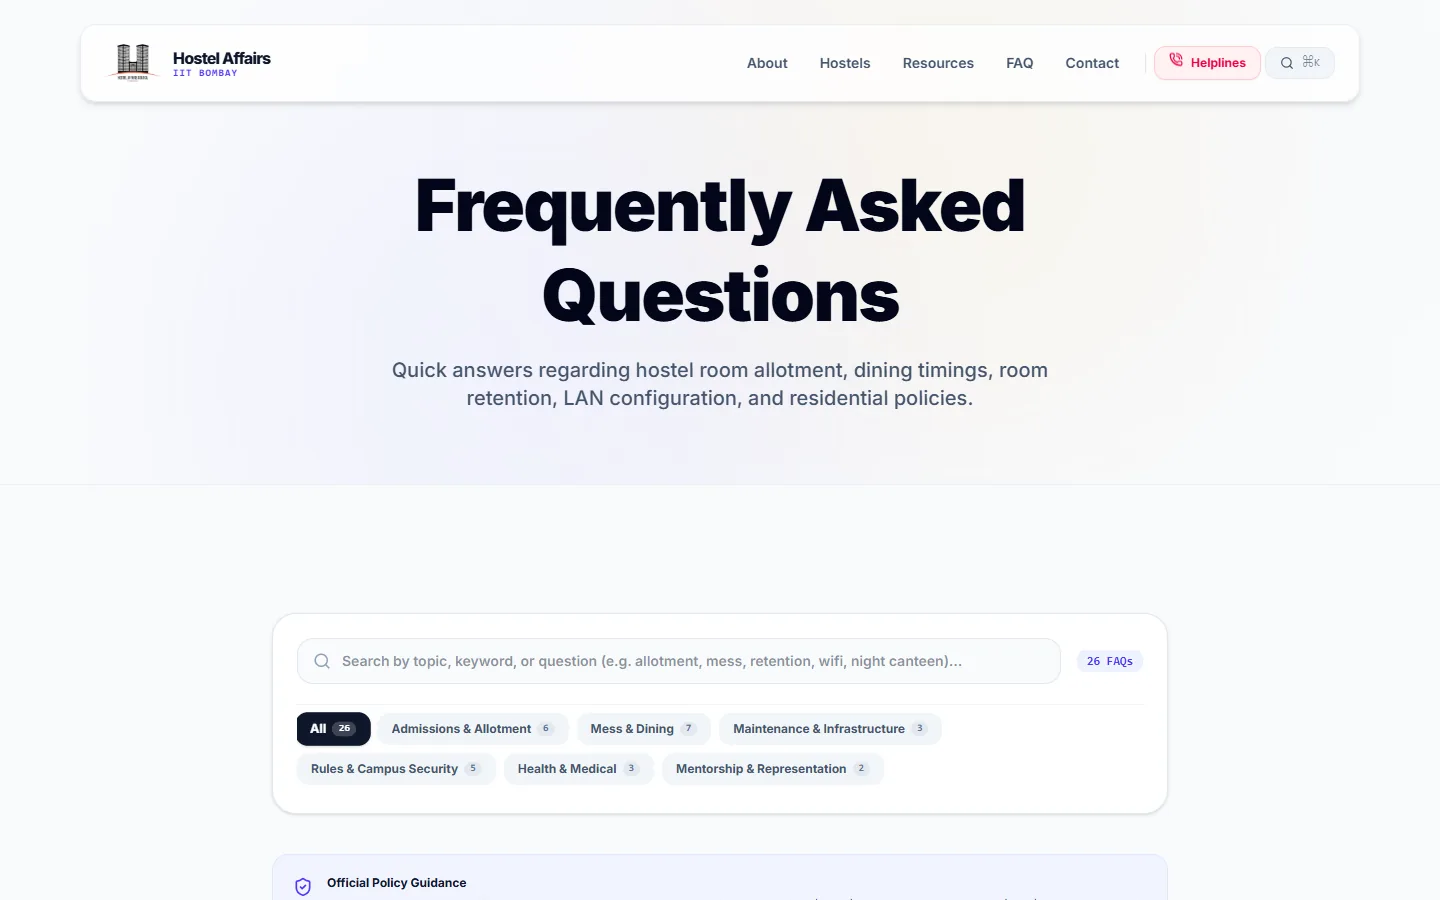 Hostel Affairs
IIT BOMBAY
About
Hostels
Resources
FAQ
Contact
Helplines
⌘K
Frequently Asked
Questions
Quick answers regarding hostel room allotment, dining timings, room
retention, LAN configuration, and residential policies.
Search by topic, keyword, or question (e.g. allotment, mess, retention, wifi, night canteen)...
26 FAQs
All 26
Admissions & Allotment 6
Mess & Dining 7
Maintenance & Infrastructure 3
Rules & Campus Security 5
Health & Medical 3
Mentorship & Representation 2
Official Policy Guidance